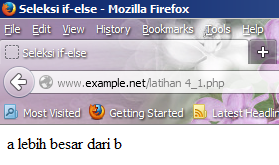 Seleksi if-else - Mozilla Firefox
File Edit View History Bookmarks Tools Help
Seleksi if-else
www.example.net/latihan 4_1.php
Most Visited Getting Started Latest Headlin
a lebih besar dari b